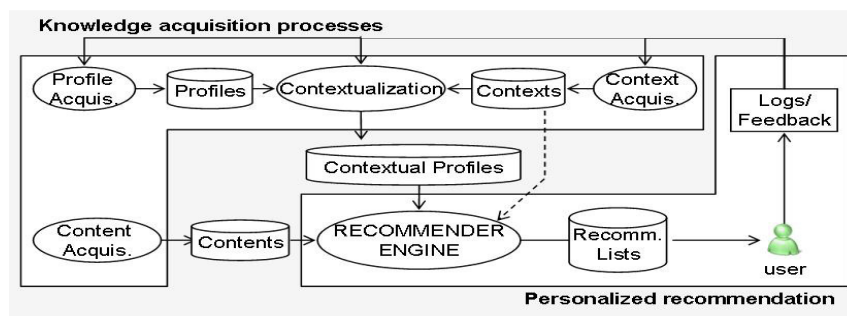 Knowledge acquisition processes
Profile
Acquis.
Profiles
Contextualization
Contexts
Context
Acquis.
Logs/
Feedback
Contextual Profiles
Content
Acquis.
Contents
RECOMMENDER
ENGINE
Recomm.
Lists
user
Personalized recommendation